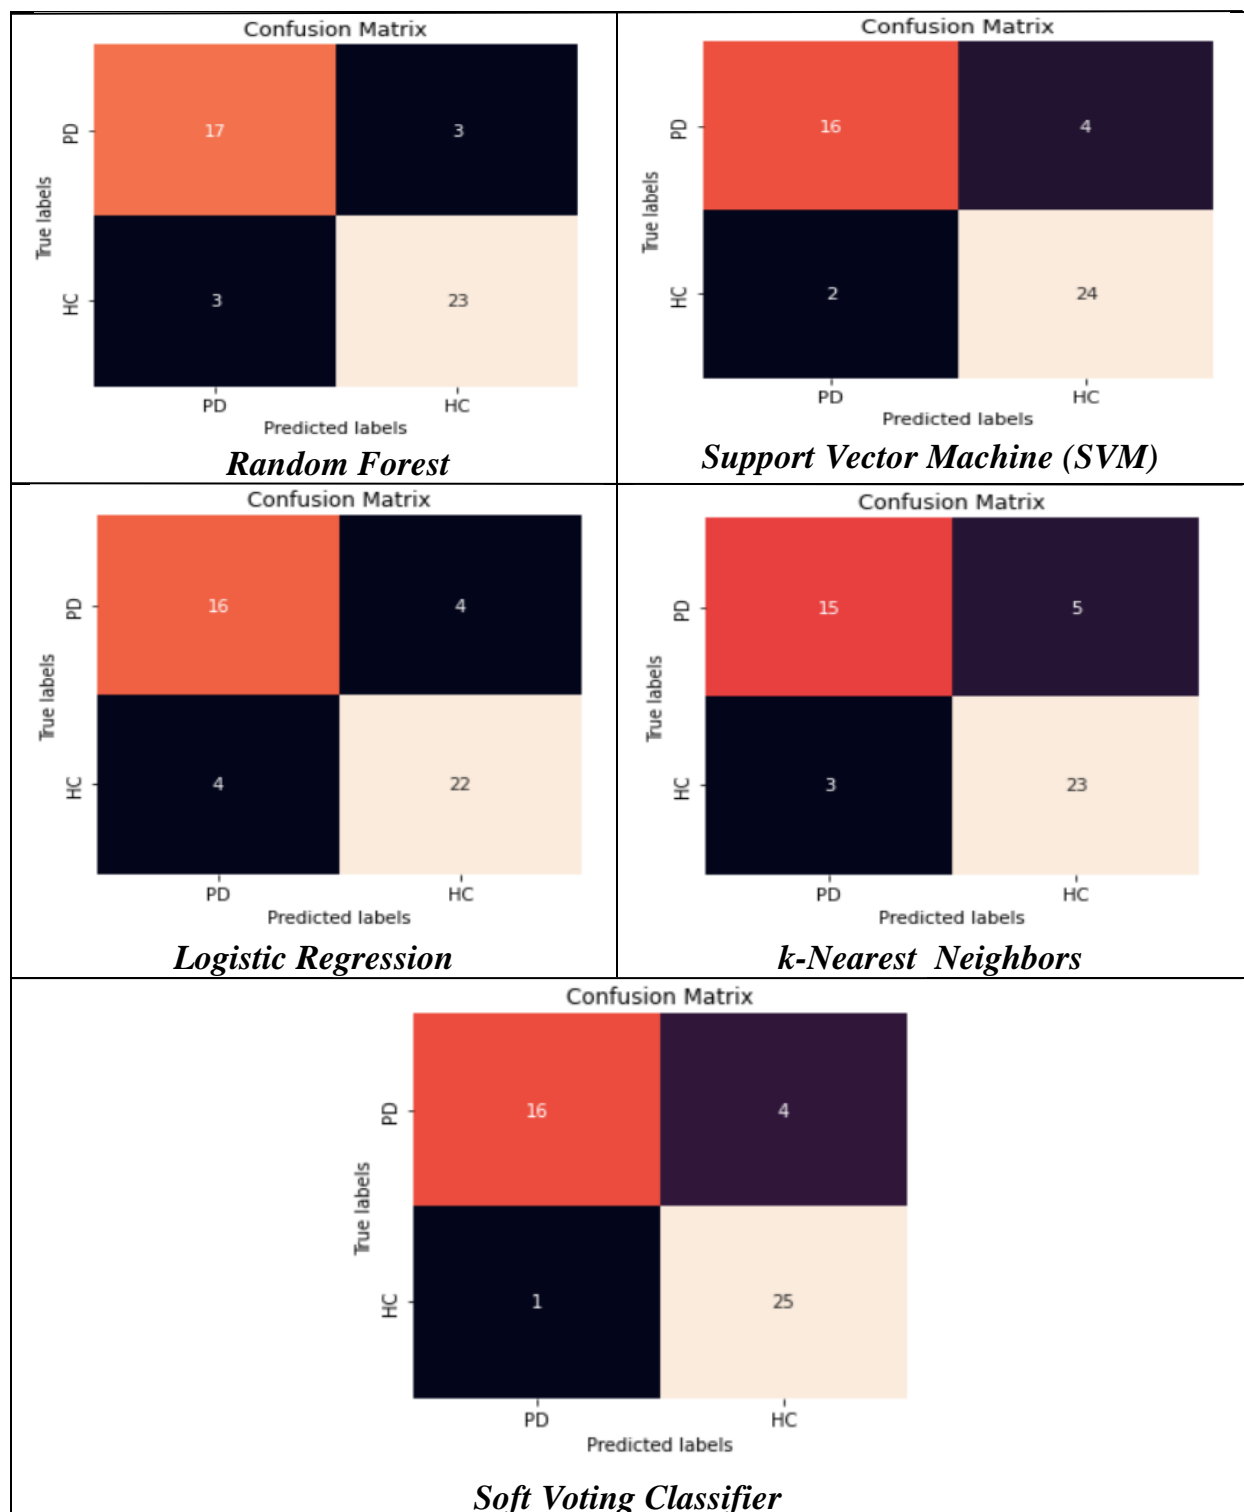 Confusion Matrix
True labels
PD
17
3
HC
3
23
PD
HC
Predicted labels
Random Forest
Confusion Matrix
True labels
PD
16
4
HC
2
24
PD
HC
Predicted labels
Support Vector Machine (SVM)
Confusion Matrix
True labels
PD
16
4
HC
4
22
PD
HC
Predicted labels
Logistic Regression
Confusion Matrix
True labels
PD
15
5
HC
3
23
PD
HC
Predicted labels
k-Nearest Neighbors
Confusion Matrix
True labels
PD
16
4
HC
1
25
PD
HC
Predicted labels
Soft Voting Classifier